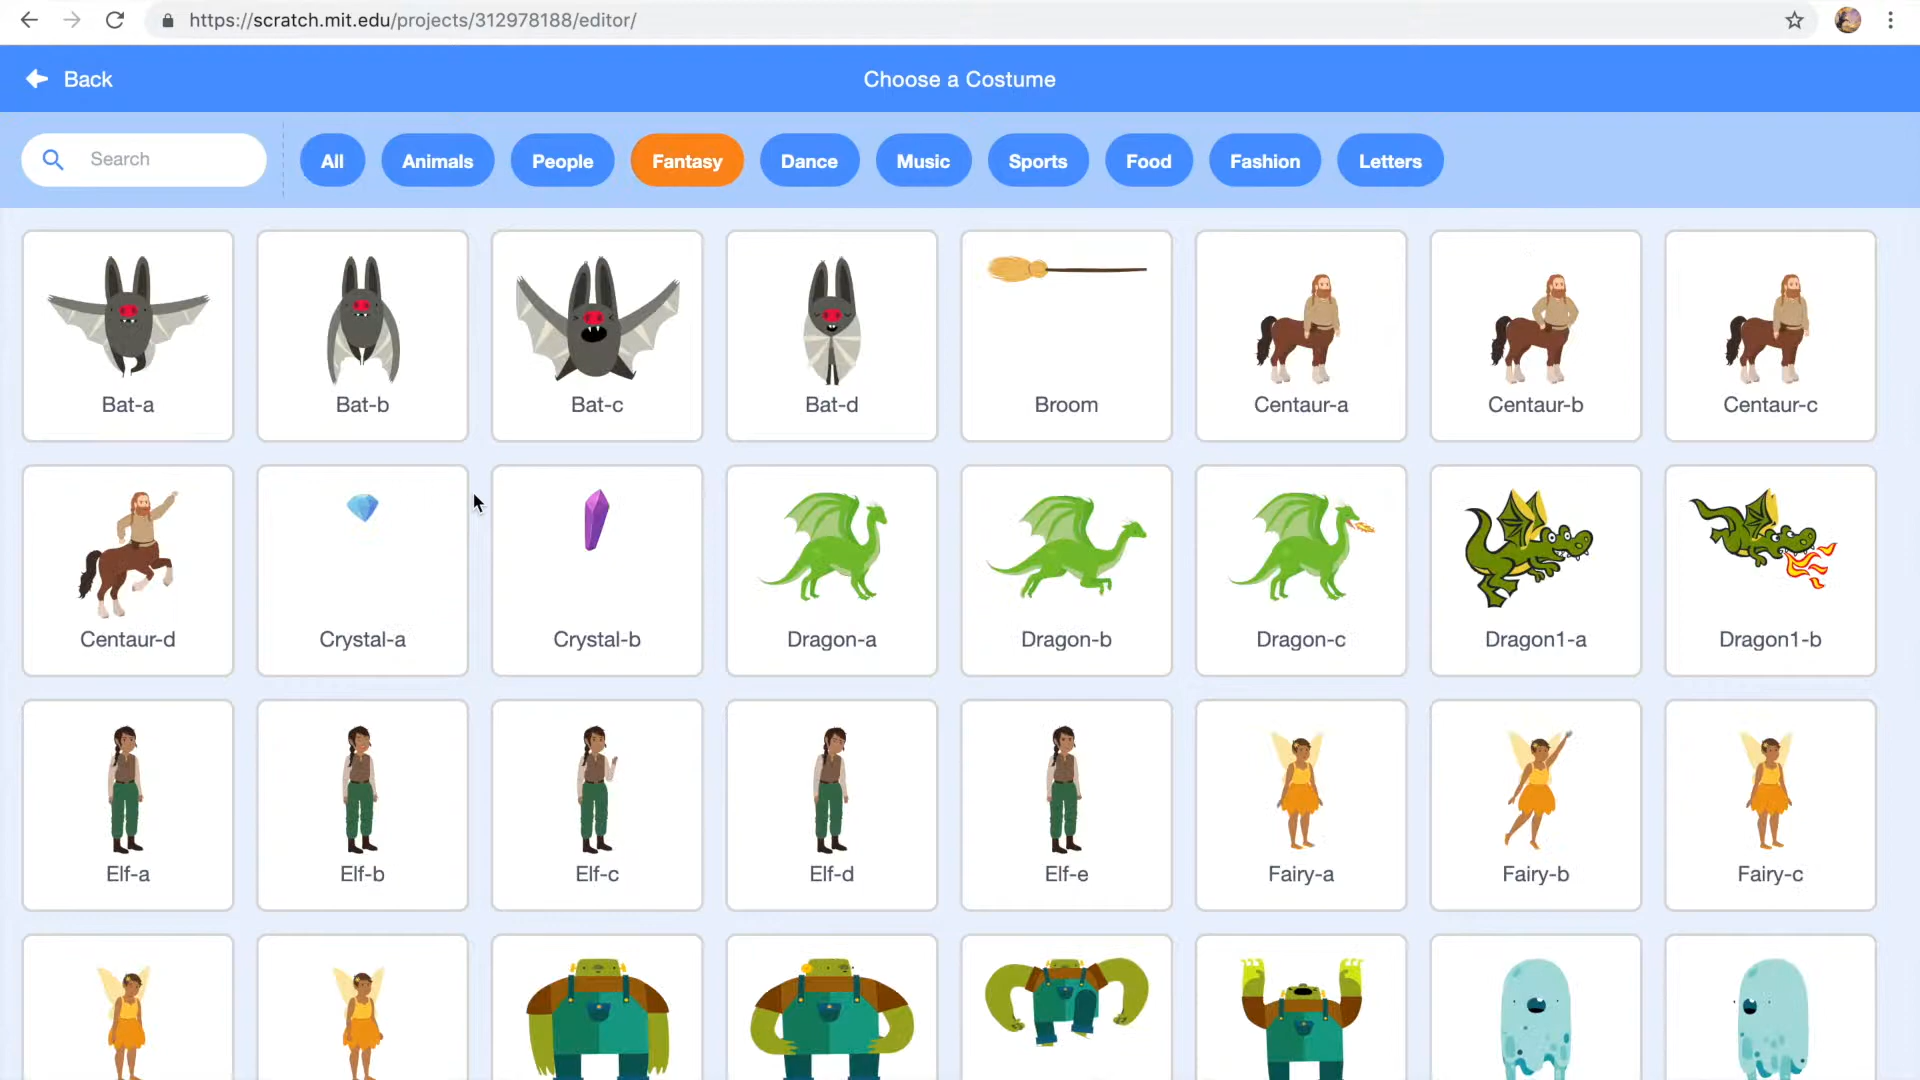 https://scratch.mit.edu/projects/312978188/editor/
Back
Choose a Costume
Search
All
Animals
People
Fantasy
Dance
Music
Sports
Food
Fashion
Letters
Bat-a
Bat-b
Bat-c
Bat-d
Broom
Centaur-a
Centaur-b
Centaur-c
Centaur-d
Crystal-a
Crystal-b
Dragon-a
Dragon-b
Dragon-c
Dragon1-a
Dragon1-b
Elf-a
Elf-b
Elf-c
Elf-d
Elf-e
Fairy-a
Fairy-b
Fairy-c